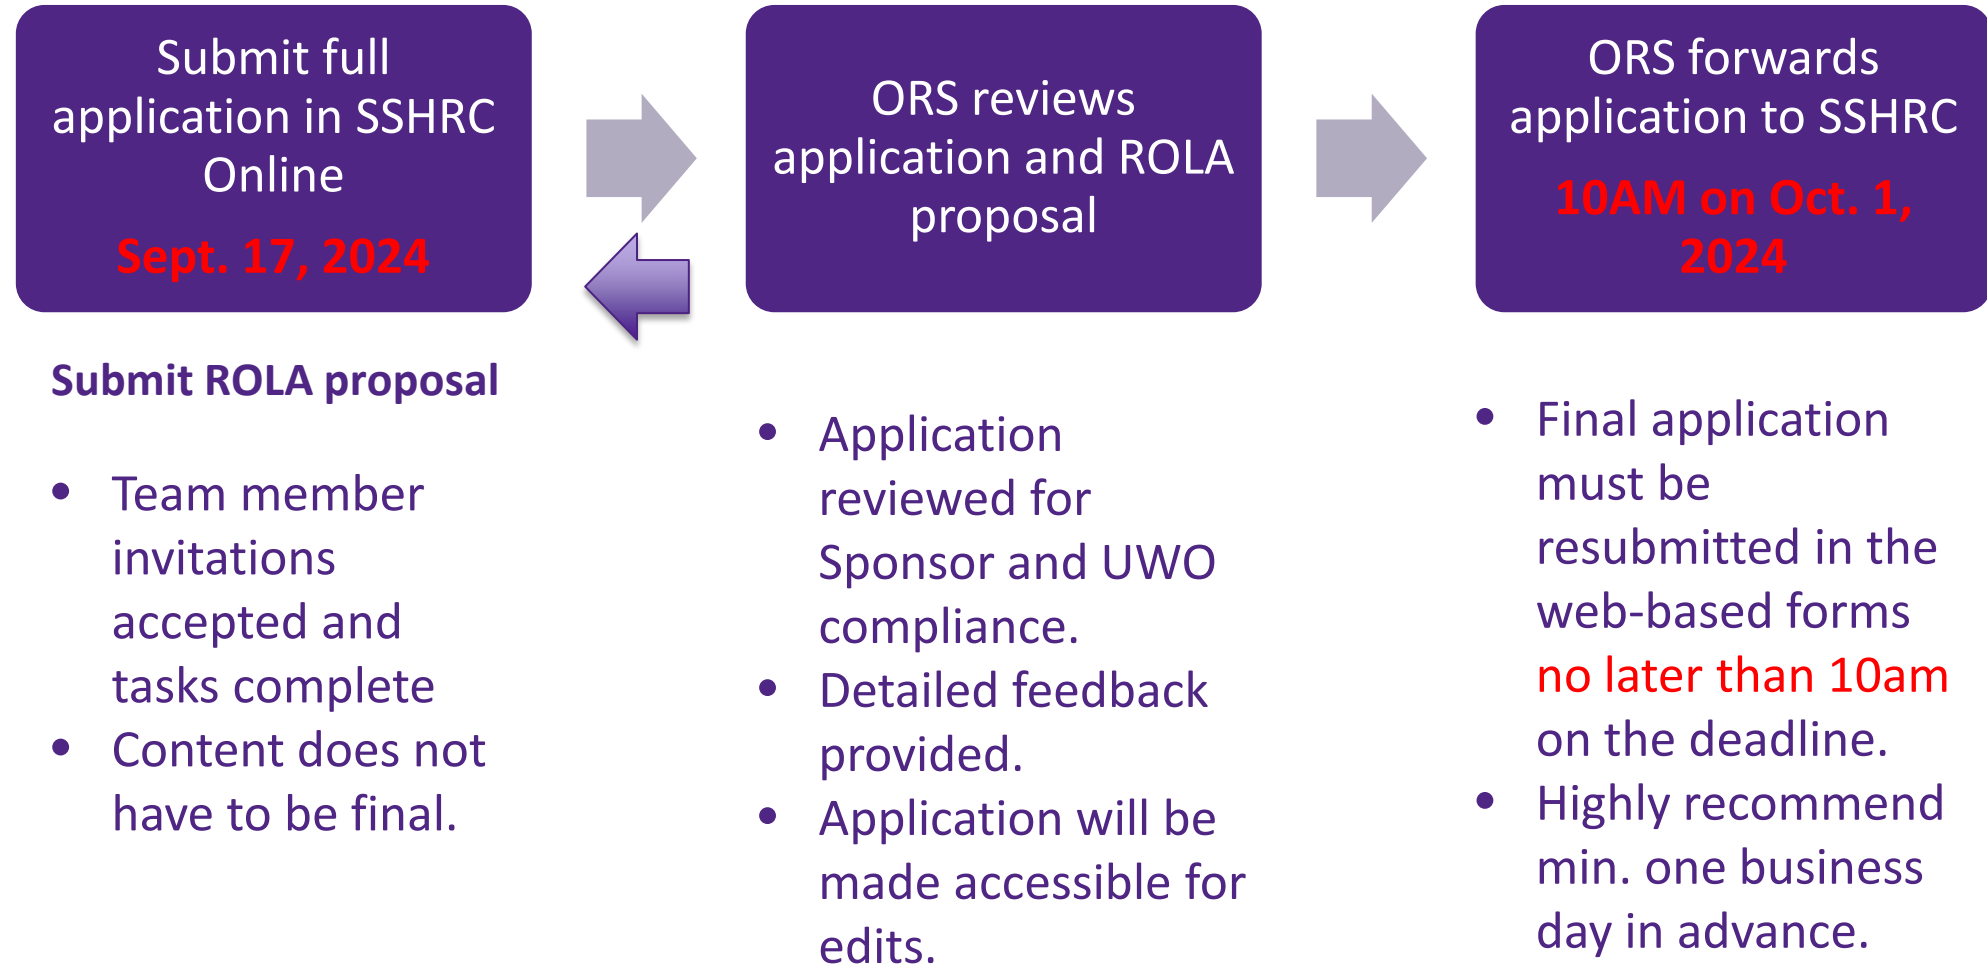 Submit full
application in SSHRC
Online
Sept. 17, 2024
Submit ROLA proposal
• Team member
invitations
accepted and
tasks complete
• Content does not
have to be final.
ORS reviews
application and ROLA
proposal
• Application
reviewed for
Sponsor and UWO
compliance.
• Detailed feedback
provided.
• Application will be
made accessible for
edits.
ORS forwards
application to SSHRC
10AM on Oct. 1,
2024
• Final application
must be
resubmitted in the
web-based forms
no later than 10am
on the deadline.
• Highly recommend
min. one business
day in advance.